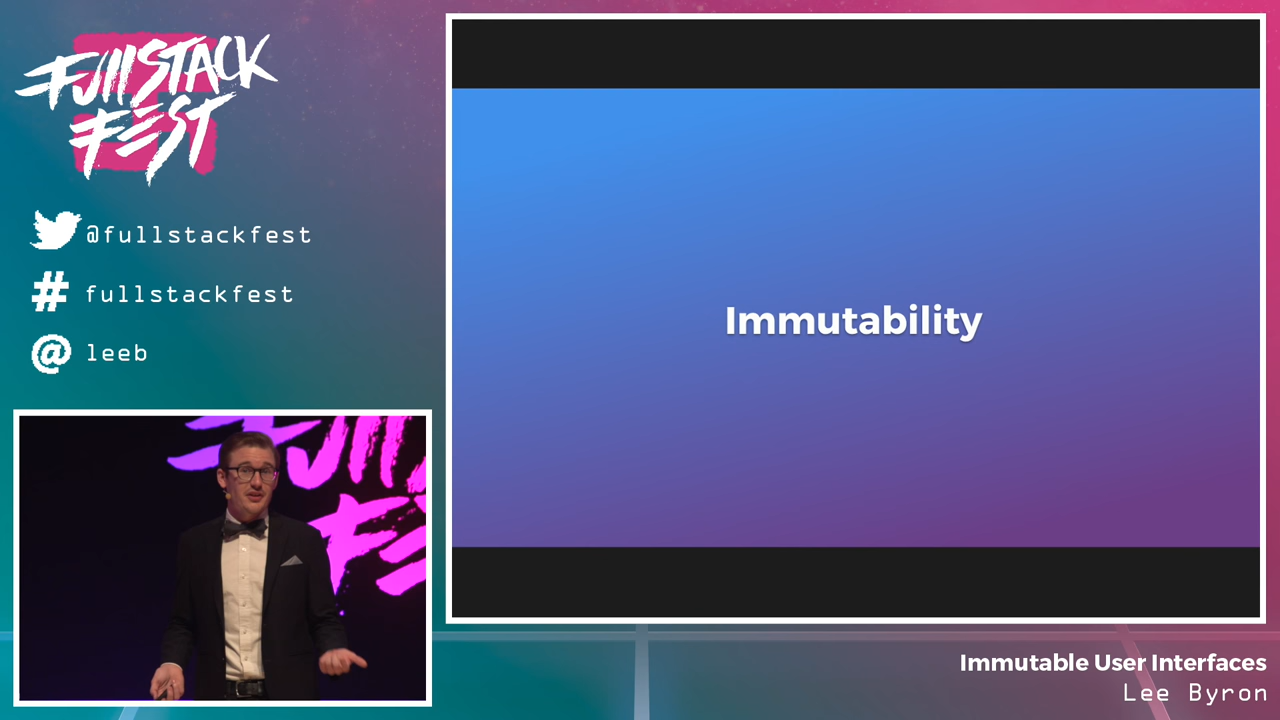 FullSTACK
FEST
@fullstackfest
# fullstackfest
@ leeb
Immutability
Immutable User Interfaces
Lee Byron